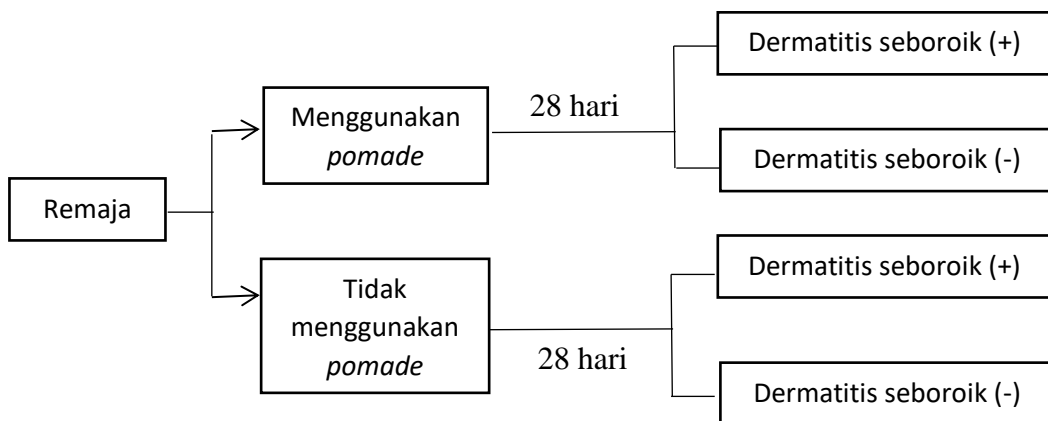 Remaja
Menggunakan
pomade
28 hari
Dermatitis seboroik (+)
Dermatitis seboroik (-)
Tidak
menggunakan
pomade
28 hari
Dermatitis seboroik (+)
Dermatitis seboroik (-)